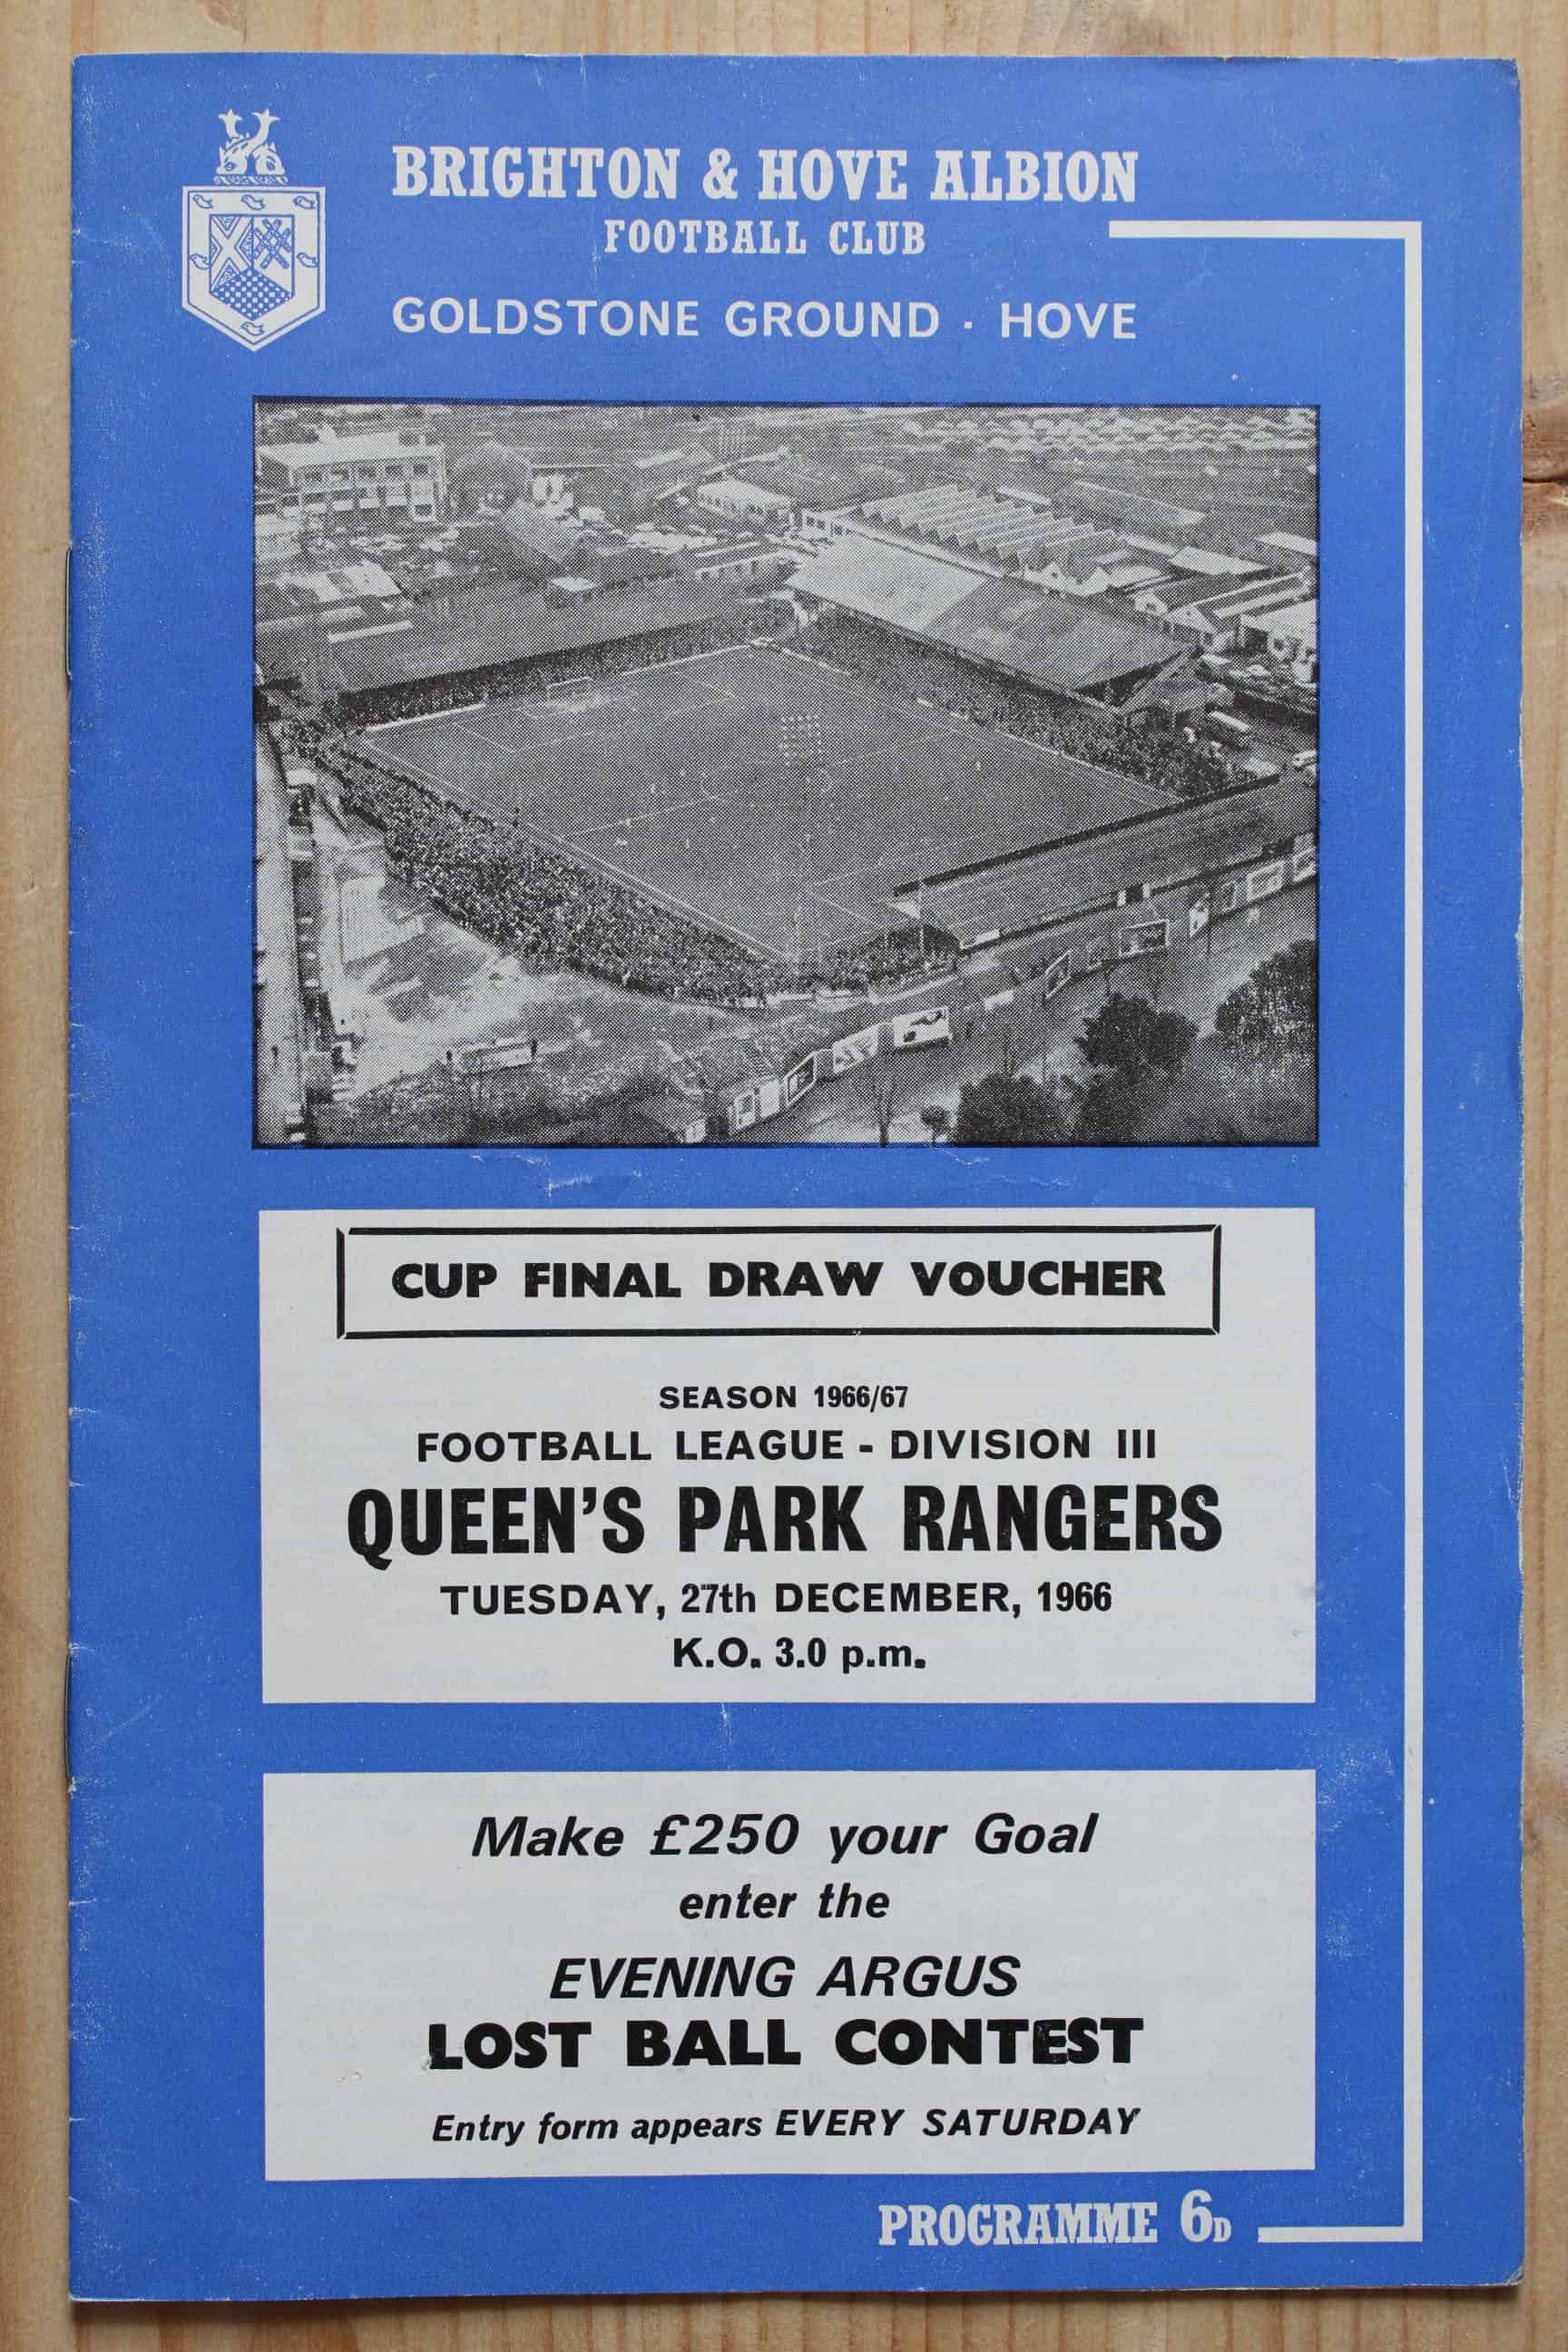 BRIGHTON & HOVE ALBION
FOOTBALL CLUB
GOLDSTONE GROUND · HOVE
CUP FINAL DRAW VOUCHER
SEASON 1966/67
FOOTBALL LEAGUE - DIVISION III
QUEEN'S PARK RANGERS
TUESDAY, 27th DECEMBER, 1966
K.O. 3.0 p.m.
Make £250 your Goal
enter the
EVENING ARGUS
LOST BALL CONTEST
Entry form appears EVERY SATURDAY
PROGRAMME 6D